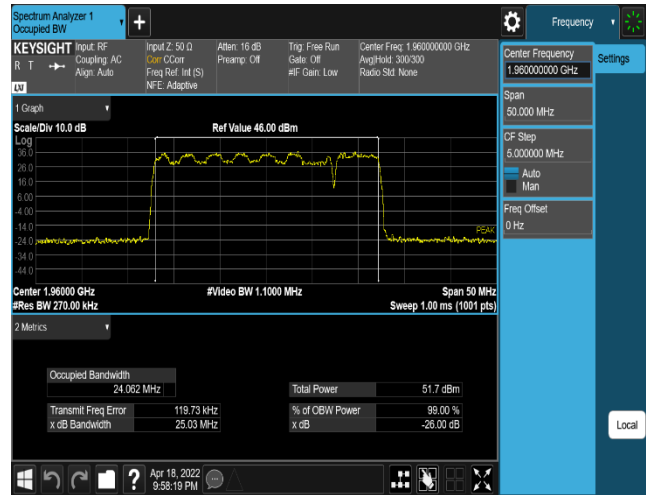 Spectrum Analyzer 1
Occupied BW
Frequency
KEYSIGHT
R T
LXI
Input: RF
Coupling: AC
Align: Auto
Input Z: 50 Ω
Corr CCorr
Freq Ref: Int (S)
NFE: Adaptive
Atten: 16 dB
Preamp: Off
Trig: Free Run
Gate: Off
#IF Gain: Low
Center Freq: 1.960000000 GHz
Avg|Hold: 300/300
Radio Std: None
Center Frequency
1.960000000 GHz
Settings
Span
50.000 MHz
CF Step
5.000000 MHz
Auto
Man
Freq Offset
0 Hz
1 Graph
Scale/Div 10.0 dB
Ref Value 46.00 dBm
Log
36.0
26.0
16.0
6.00
-4.00
-14.0
-24.0
-34.0
-44.0
PEAK
Center 1.96000 GHz
#Video BW 1.1000 MHz
Span 50 MHz
#Res BW 270.00 kHz
Sweep 1.00 ms (1001 pts)
2 Metrics
Occupied Bandwidth
24.062 MHz
Total Power 51.7 dBm
Transmit Freq Error 119.73 kHz
% of OBW Power 99.00 %
x dB Bandwidth 25.03 MHz
x dB -26.00 dB
Local
?
Apr 18, 2022
9:58:19 PM